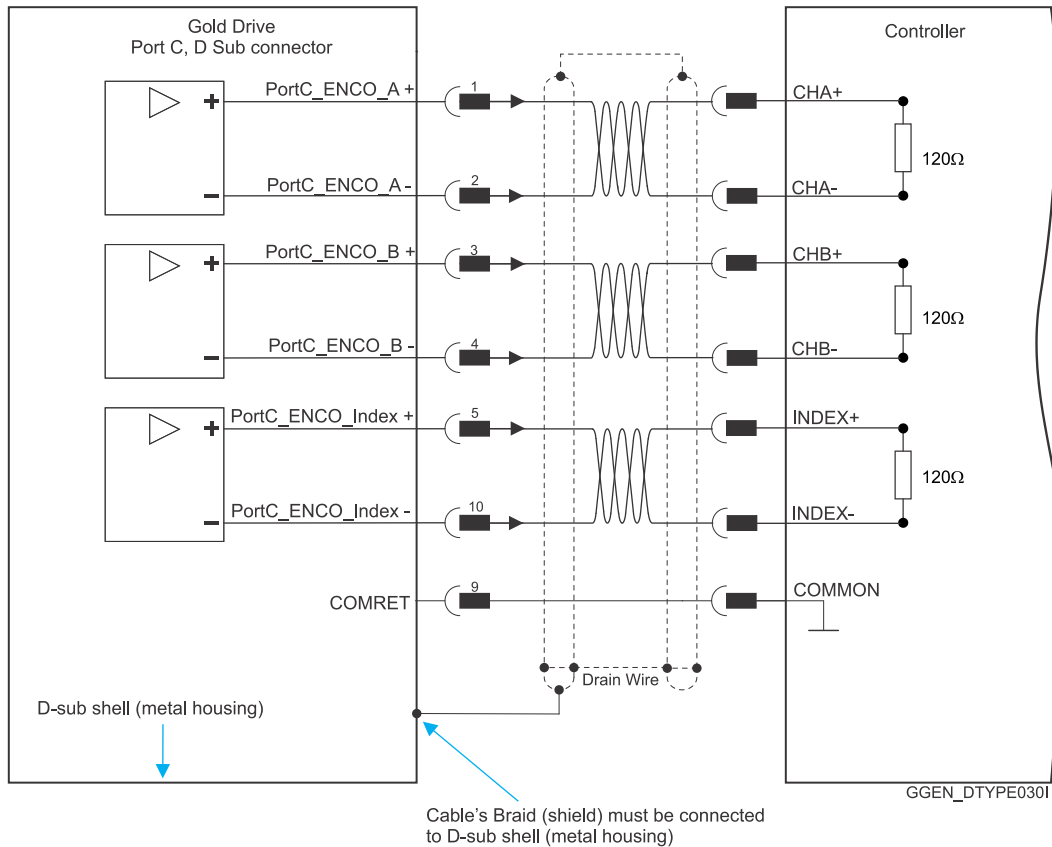 Gold Drive
Port C, D Sub connector
Controller
PortC_ENCO_A +
1
CHA+
120Ω
PortC_ENCO_A -
2
CHA-
PortC_ENCO_B +
3
CHB+
120Ω
PortC_ENCO_B -
4
CHB-
PortC_ENCO_Index +
5
INDEX+
120Ω
PortC_ENCO_Index -
10
INDEX-
COMRET
9
COMMON
Drain Wire
D-sub shell (metal housing)
GGEN_DTYPE030I
Cable's Braid (shield) must be connected
to D-sub shell (metal housing)